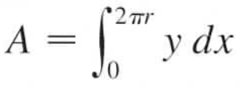 A = ∫₀^{2πr} y dx